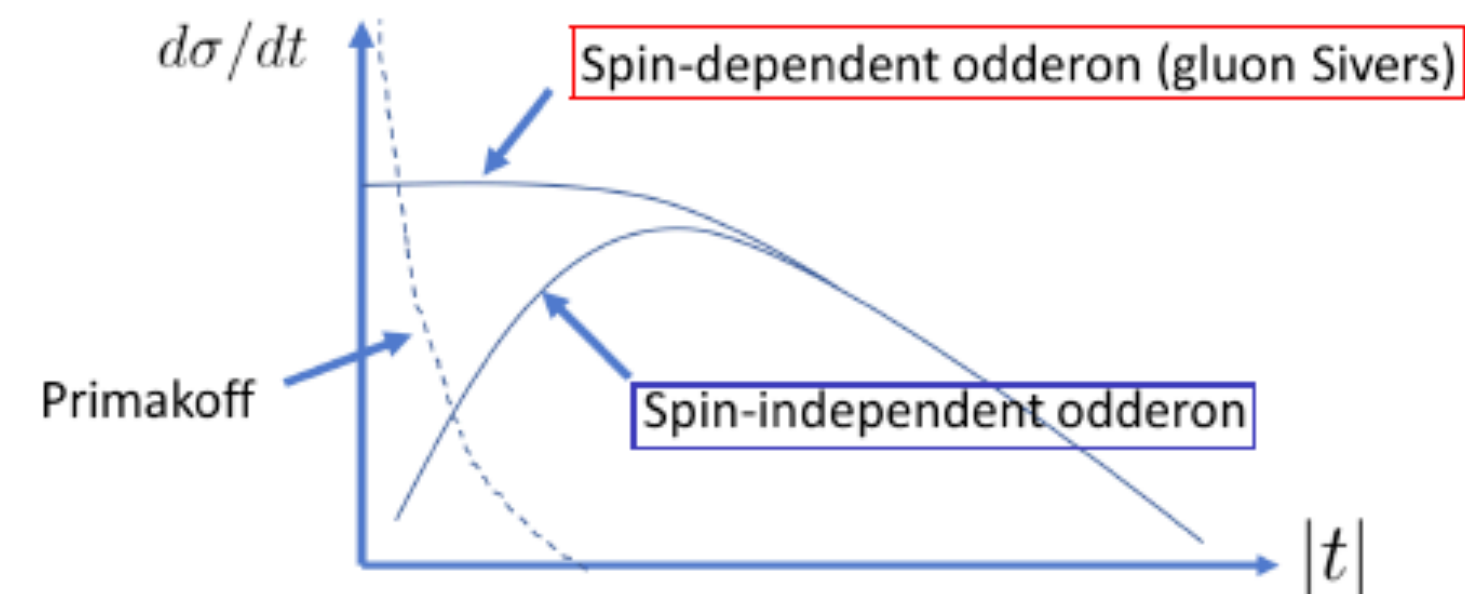 dσ/dt
Spin-dependent odderon (gluon Sivers)
Primakoff
Spin-independent odderon
|t|